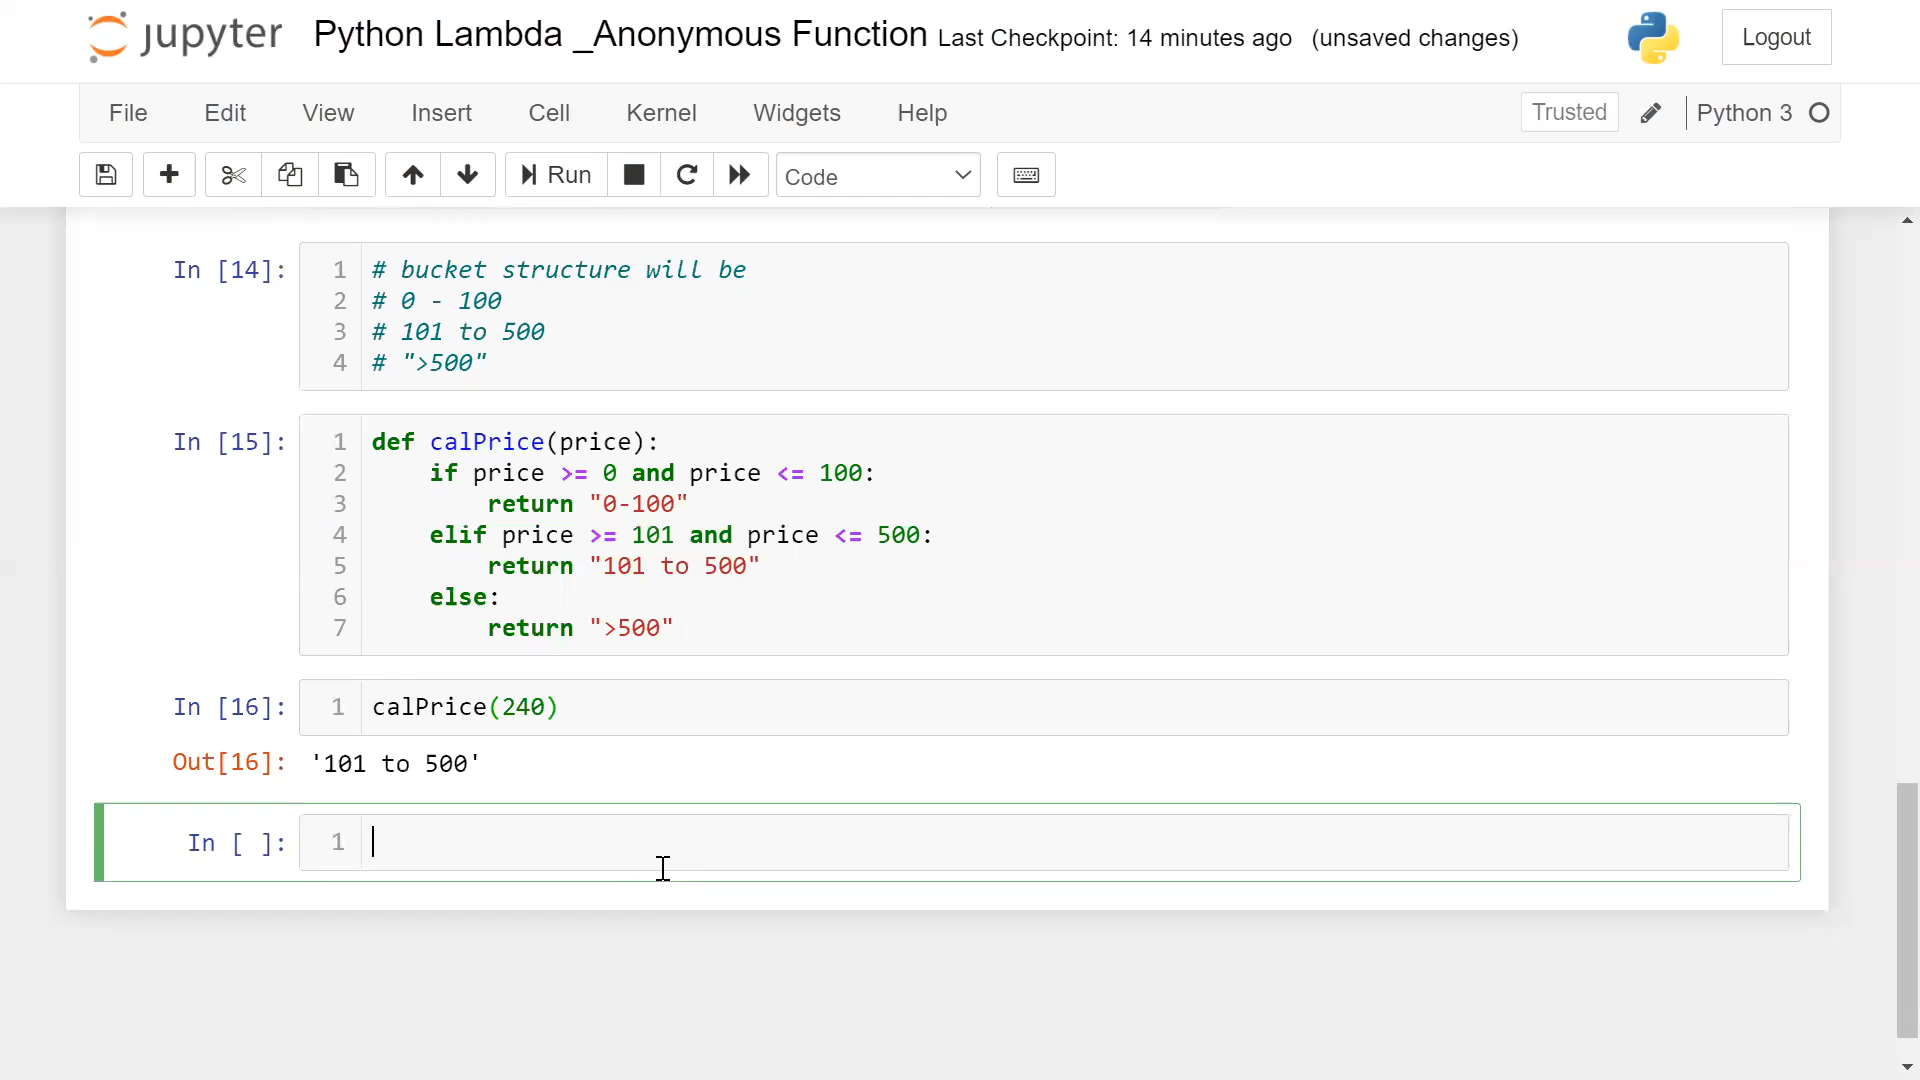 jupyter Python Lambda _Anonymous Function Last Checkpoint: 14 minutes ago (unsaved changes) Logout
File Edit View Insert Cell Kernel Widgets Help Trusted Python 3
Run Code
In [14]: 1 # bucket structure will be
2 # 0 - 100
3 # 101 to 500
4 # ">500"
In [15]: 1 def calPrice(price):
2 if price >= 0 and price <= 100:
3 return "0-100"
4 elif price >= 101 and price <= 500:
5 return "101 to 500"
6 else:
7 return ">500"
In [16]: 1 calPrice(240)
Out[16]: '101 to 500'
In [ ]: 1